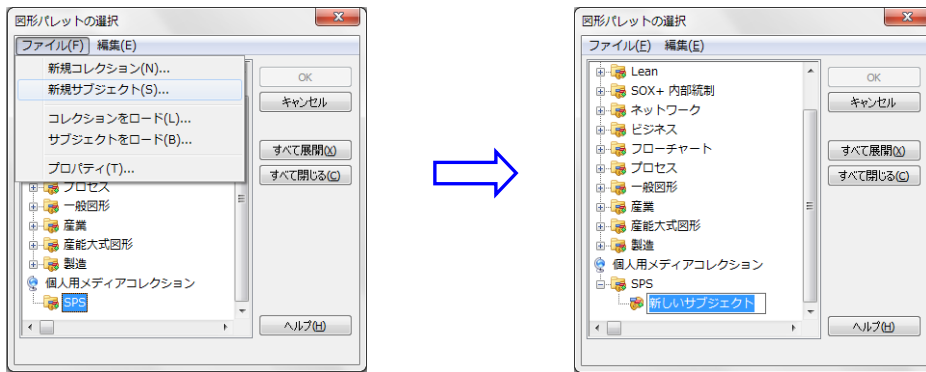 図形パレットの選択
ファイル(F) 編集(E)
新規コレクション(N)...
新規サブジェクト(S)...
コレクションをロード(L)...
サブジェクトをロード(B)...
プロパティ(T)...
プロセス
一般図形
産業
産能大式図形
製造
個人用メディアコレクション
SPS
OK
キャンセル
すべて展開(X)
すべて閉じる(C)
ヘルプ(H)
図形パレットの選択
ファイル(E) 編集(E)
Lean
SOX+ 内部統制
ネットワーク
ビジネス
フローチャート
プロセス
一般図形
産業
産能大式図形
製造
個人用メディアコレクション
SPS
新しいサブジェクト
OK
キャンセル
すべて展開(X)
すべて閉じる(C)
ヘルプ(H)